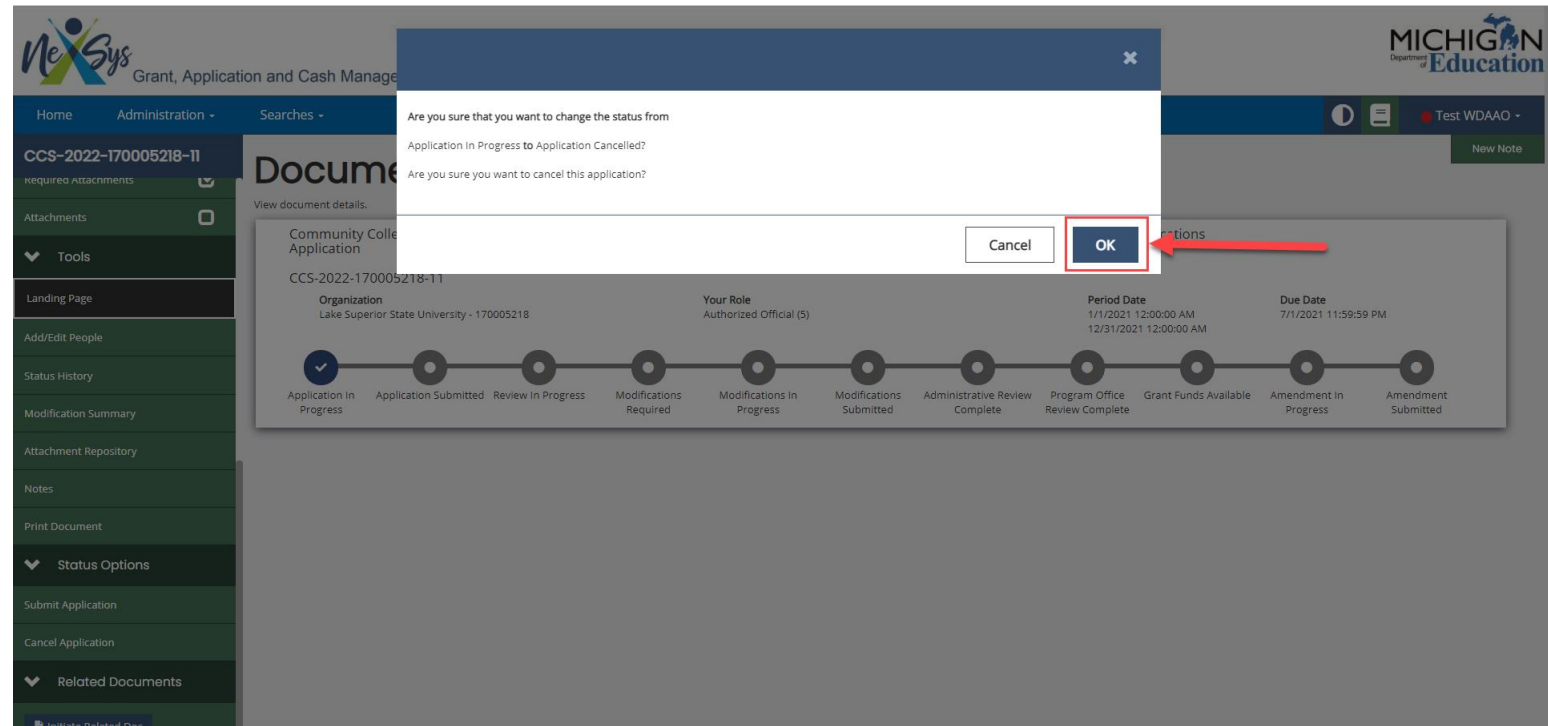 NexSys
Grant, Application and Cash Manage
MICHIGAN
Department of Education
Home
Administration
Searches
Test WDAAO
CCS-2022-170005218-11
New Note
Required Attachments
Attachments
Tools
Landing Page
Add/Edit People
Status History
Modification Summary
Attachment Repository
Notes
Print Document
Status Options
Submit Application
Cancel Application
Related Documents
Initiate Related Doc
Are you sure that you want to change the status from
Application In Progress to Application Cancelled?
Are you sure you want to cancel this application?
Cancel
OK
Docume
View document details.
Community Colle
Application
CCS-2022-170005218-11
Organization
Lake Superior State University - 170005218
Your Role
Authorized Official (5)
Period Date
1/1/2021 12:00:00 AM
12/31/2021 12:00:00 AM
Due Date
7/1/2021 11:59:59 PM
Application In Progress
Application Submitted
Review In Progress
Modifications Required
Modifications In Progress
Modifications Submitted
Administrative Review Complete
Program Office Review Complete
Grant Funds Available
Amendment In Progress
Amendment Submitted